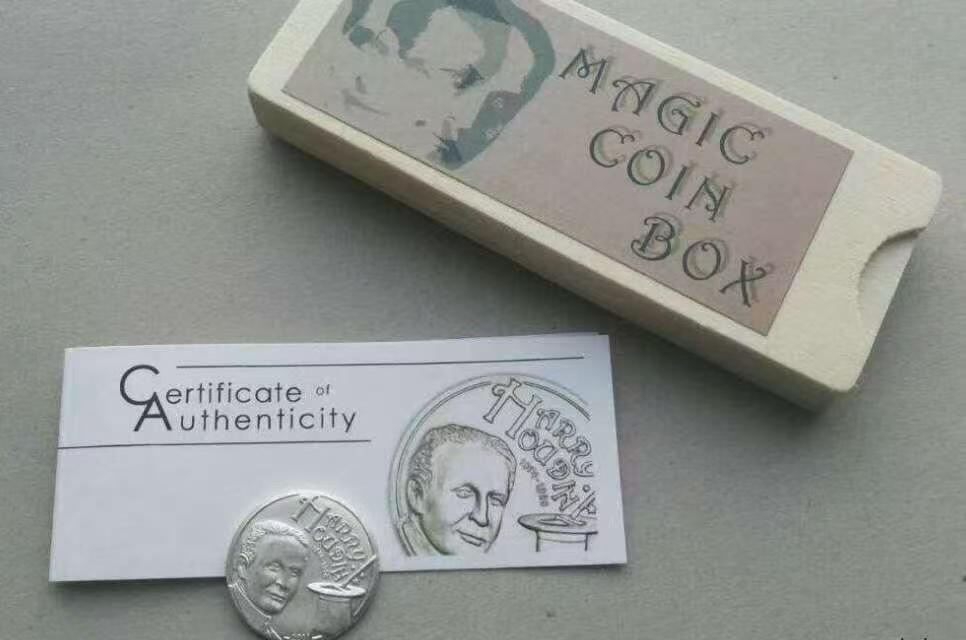 MAGIC
COIN
BOX
Certificate of
Authenticity
HARRY
HOUDINI
HARRY
HOUDINI